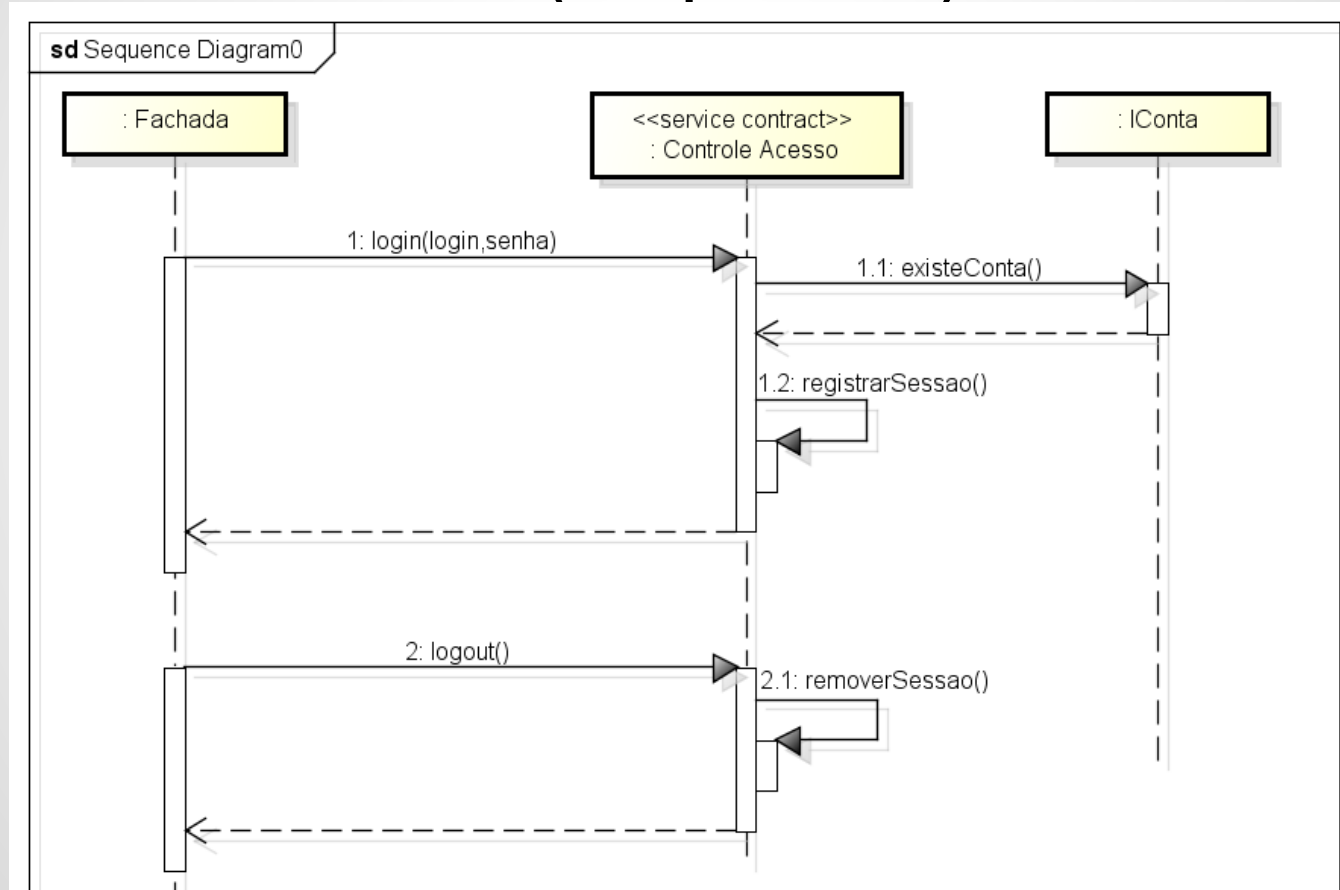 sd Sequence Diagram0
: Fachada
<<service contract>>
: Controle Acesso
: IConta
1: login(login,senha)
1.1: existeConta()
1.2: registrarSessao()
2: logout()
2.1: removerSessao()